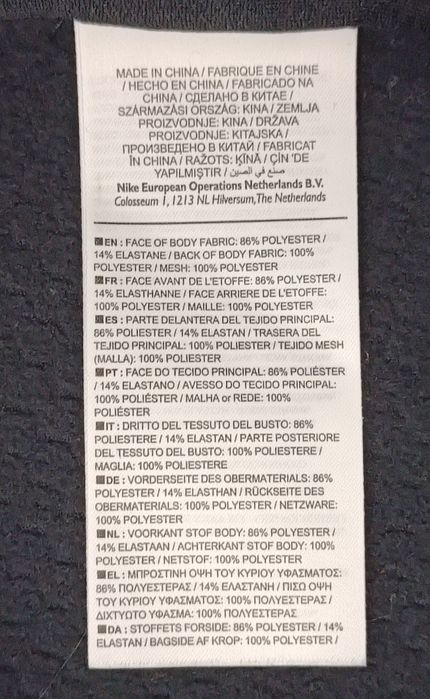 MADE IN CHINA / FABRIQUE EN CHINE
/ HECHO EN CHINA / FABRICADO NA
CHINA / СДЕЛАНО В КИТАЕ /
SZÁRMAZÁSI ORSZÁG: KINA / ZEMLJA
PROIZVODNJE: KINA / DRŽAVA
PROIZVODNJE: KITAJSKA /
ПРОИЗВЕДЕНО В КИТАЙ / FABRICAT
ÎN CHINA / RAŽOTS: ĶĪNĀ / ÇİN 'DE
YAPILMIŞTIR / صنع في الصين
Nike European Operations Netherlands B.V.
Colosseum 1, 1213 NL Hilversum, The Netherlands
EN : FACE OF BODY FABRIC: 86% POLYESTER /
14% ELASTANE / BACK OF BODY FABRIC: 100%
POLYESTER / MESH: 100% POLYESTER
FR : FACE AVANT DE L'ETOFFE: 86% POLYESTER /
14% ELASTHANNE / FACE ARRIERE DE L'ETOFFE:
100% POLYESTER / MAILLE: 100% POLYESTER
ES : PARTE DELANTERA DEL TEJIDO PRINCIPAL:
86% POLIESTER / 14% ELASTAN / TRASERA DEL
TEJIDO PRINCIPAL: 100% POLIESTER / TEJIDO MESH
(MALLA): 100% POLIESTER
PT : FACE DO TECIDO PRINCIPAL: 86% POLIÉSTER
/ 14% ELASTANO / AVESSO DO TECIDO PRINCIPAL:
100% POLIÉSTER / MALHA or REDE: 100%
POLIÉSTER
IT : DRITTO DEL TESSUTO DEL BUSTO: 86%
POLIESTERE / 14% ELASTAN / PARTE POSTERIORE
DEL TESSUTO DEL BUSTO: 100% POLIESTERE /
MAGLIA: 100% POLIESTERE
DE : VORDERSEITE DES OBERMATERIALS: 86%
POLYESTER / 14% ELASTHAN / RÜCKSEITE DES
OBERMATERIALS: 100% POLYESTER / NETZWARE:
100% POLYESTER
NL : VOORKANT STOF BODY: 86% POLYESTER /
14% ELASTAAN / ACHTERKANT STOF BODY: 100%
POLYESTER / NETSTOF: 100% POLYESTER
EL : ΜΠΡΟΣΤΙΝΗ ΟΨΗ ΤΟΥ ΚΥΡΙΟΥ ΥΦΑΣΜΑΤΟΣ:
86% ΠΟΛΥΕΣΤΕΡΑΣ / 14% ΕΛΑΣΤΑΝΗ / ΠΙΣΩ ΟΨΗ
ΤΟΥ ΚΥΡΙΟΥ ΥΦΑΣΜΑΤΟΣ: 100% ΠΟΛΥΕΣΤΕΡΑΣ /
ΔΙΧΤΥΩΤΟ ΥΦΑΣΜΑ: 100% ΠΟΛΥΕΣΤΕΡΑΣ
DA : STOFFETS FORSIDE: 86% POLYESTER / 14%
ELASTAN / BAGSIDE AF KROP: 100% POLYESTER /